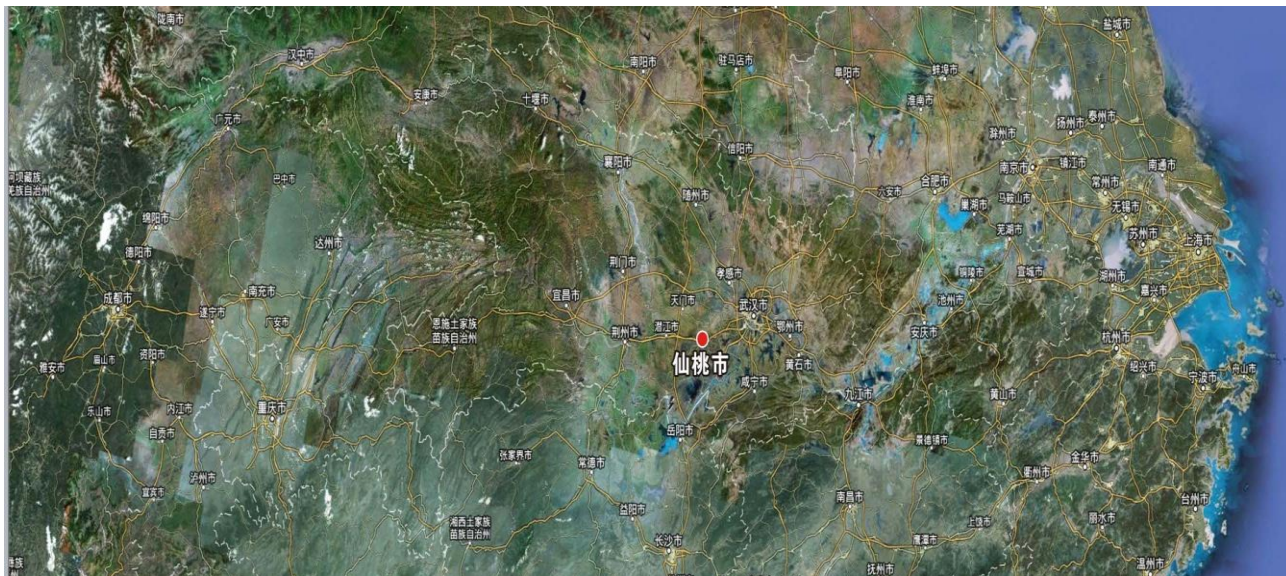 陇南市
盐城市
汉中市
南阳市
驻马店市
阜阳市
蚌埠市
安康市
十堰市
淮南市
广元市
滁州市
扬州市
泰州市
信阳市
襄阳市
南京市
镇江市
南通市
阿坝藏族
羌族自治州
巴中市
随州市
六安市
合肥市
常州市
巢湖市
马鞍山市
无锡市
绵阳市
芜湖市
苏州市
上海市
达州市
德阳市
荆门市
孝感市
铜陵市
宣城市
湖州市
成都市
南充市
宜昌市
天门市
武汉市
池州市
嘉兴市
遂宁市
广安市
恩施土家族
苗族自治州
荆州市
潜江市
鄂州市
安庆市
杭州市
仙桃市
雅安市
眉山市
资阳市
黄石市
绍兴市
宁波市
舟山市
咸宁市
九江市
黄山市
乐山市
内江市
重庆市
自贡市
岳阳市
景德镇市
张家界市
常德市
金华市
泸州市
衢州市
宜宾市
南昌市
台州市
益阳市
湘西土家族
苗族自治州
上饶市
丽水市
长沙市
鹰潭市
抚州市
温州市